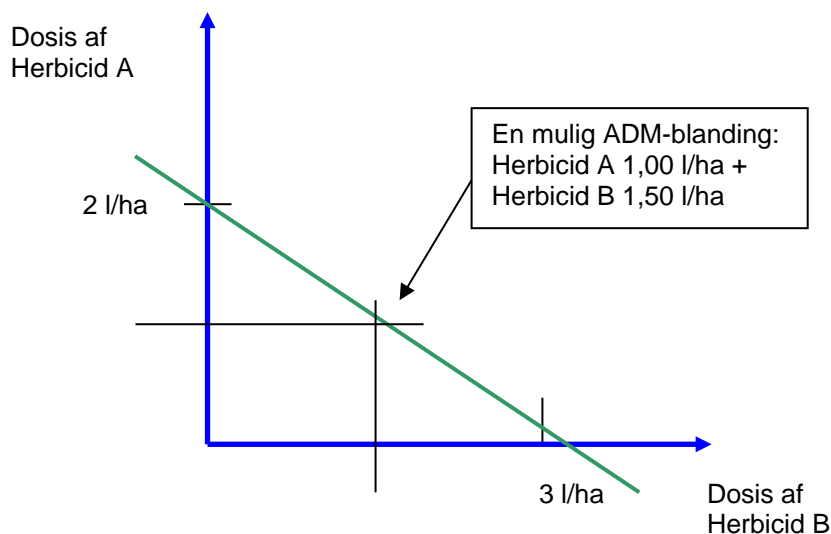 Dosis af
Herbicid A
En mulig ADM-blanding:
Herbicid A 1,00 l/ha +
Herbicid B 1,50 l/ha
2 l/ha
3 l/ha
Dosis af
Herbicid B